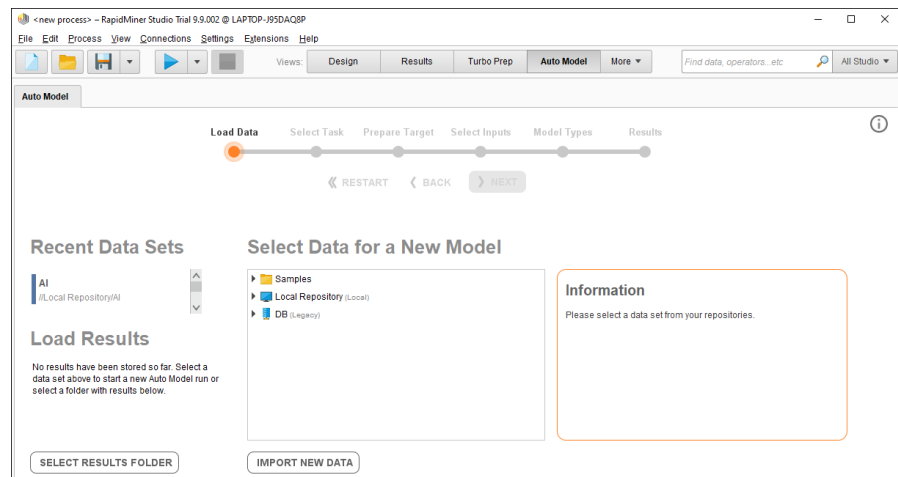 <new process> – RapidMiner Studio Trial 9.9.002 @ LAPTOP-J95DAQ8P
File Edit Process View Connections Settings Extensions Help
Views: Design Results Turbo Prep Auto Model More Find data, operators...etc All Studio
Auto Model
Load Data Select Task Prepare Target Select Inputs Model Types Results
RESTART BACK NEXT
Recent Data Sets
AI
//Local Repository/AI
Load Results
No results have been stored so far. Select a
data set above to start a new Auto Model run or
select a folder with results below.
SELECT RESULTS FOLDER
Select Data for a New Model
Samples
Local Repository (Local)
DB (Legacy)
IMPORT NEW DATA
Information
Please select a data set from your repositories.